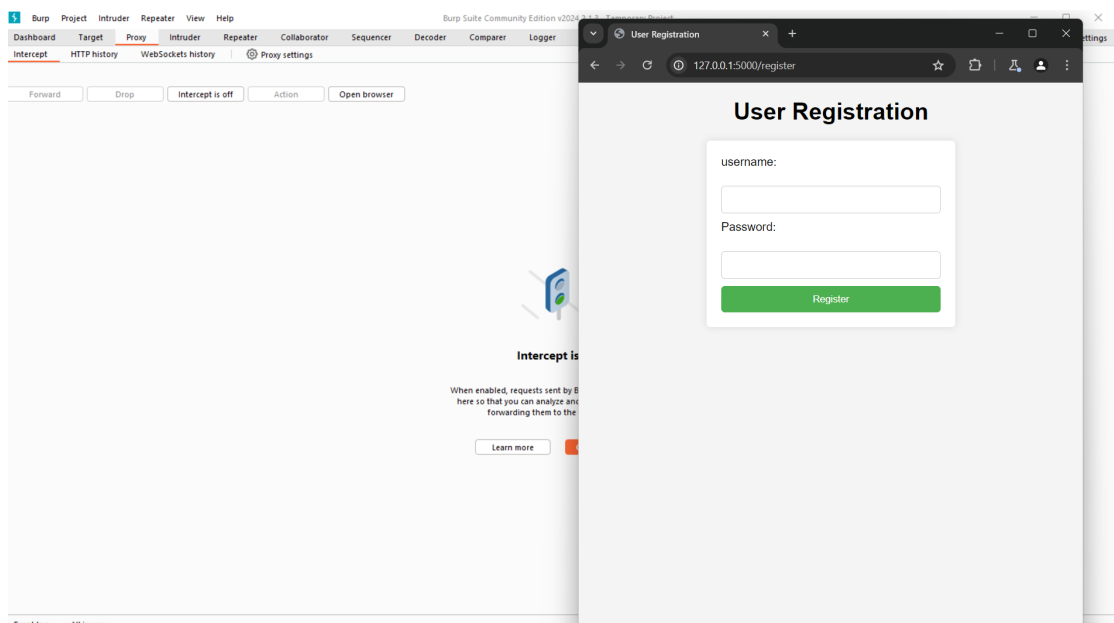 Burp Project Intruder Repeater View Help Burp Suite Community Edition v2024
Dashboard Target Proxy Intruder Repeater Collaborator Sequencer Decoder Comparer Logger
Intercept HTTP history WebSockets history Proxy settings
Forward Drop Intercept is off Action Open browser
Intercept is
When enabled, requests sent by B
here so that you can analyze and
forwarding them to the
Learn more
User Registration
127.0.0.1:5000/register
User Registration
username:
Password:
Register